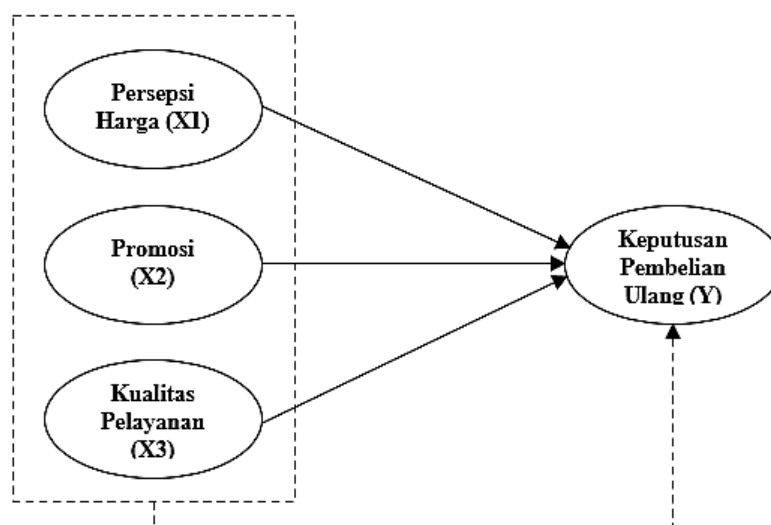 Persepsi
Harga (X1)
Promosi
(X2)
Kualitas
Pelayanan
(X3)
Keputusan
Pembelian
Ulang (Y)